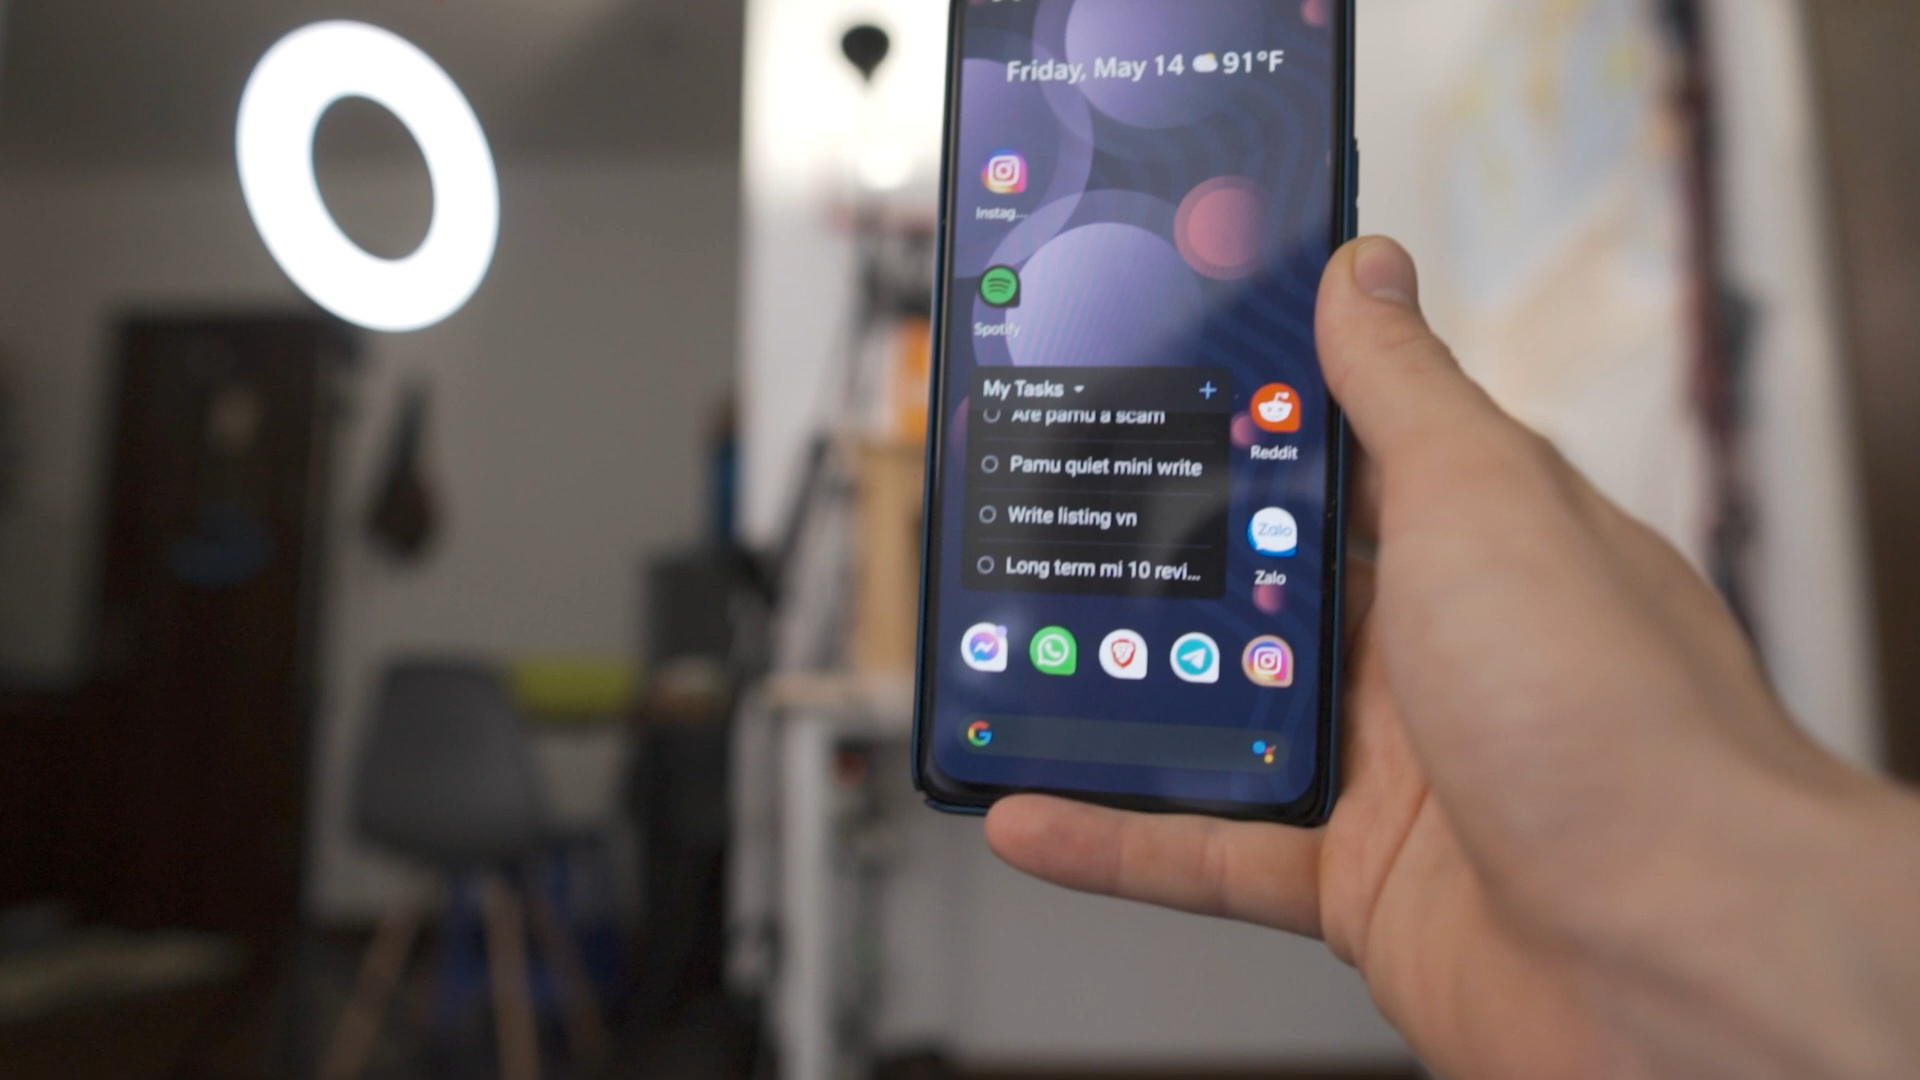 Friday, May 14 91°F
Instag...
Spotify
My Tasks
Are pamu a scam
Pamu quiet mini write
Write listing vn
Long term mi 10 revi...
Reddit
Zalo
Zalo